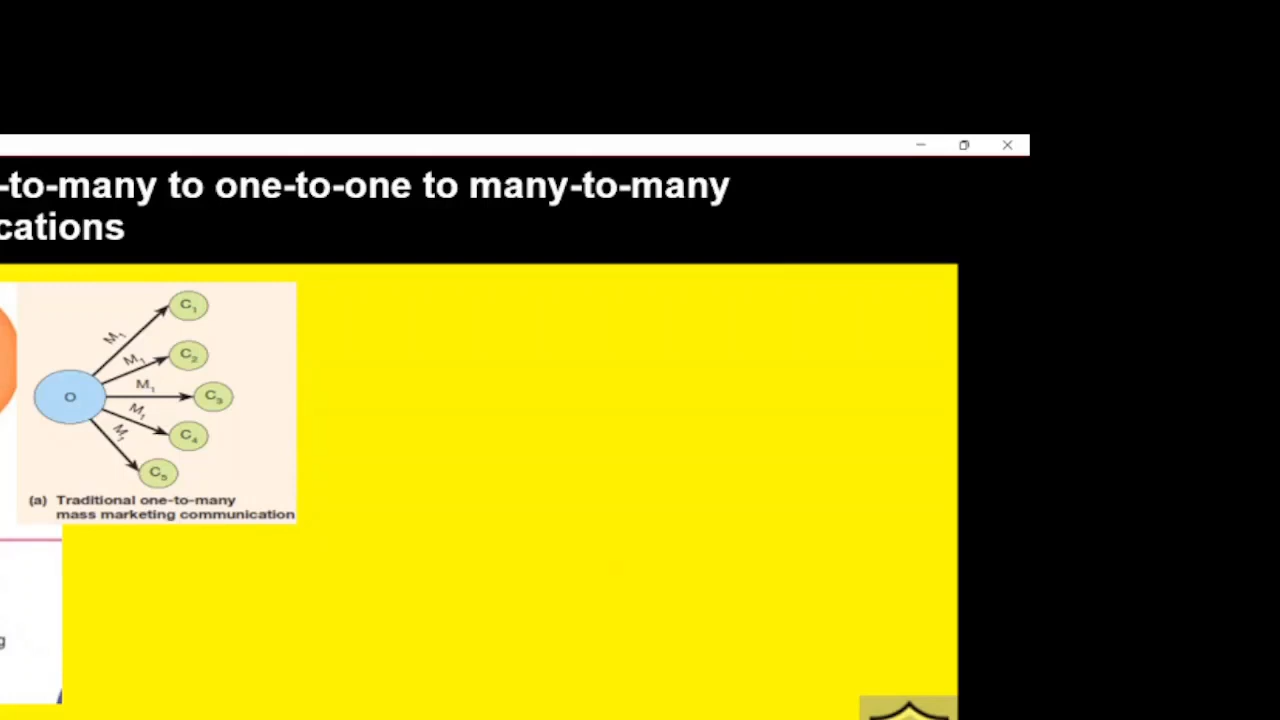 -to-many to one-to-one to many-to-many
cations
C₁
M₁
C₂
M₁
M₁
O
C₃
M₁
C₄
M₁
C₅
(a) Traditional one-to-many
mass marketing communication
g